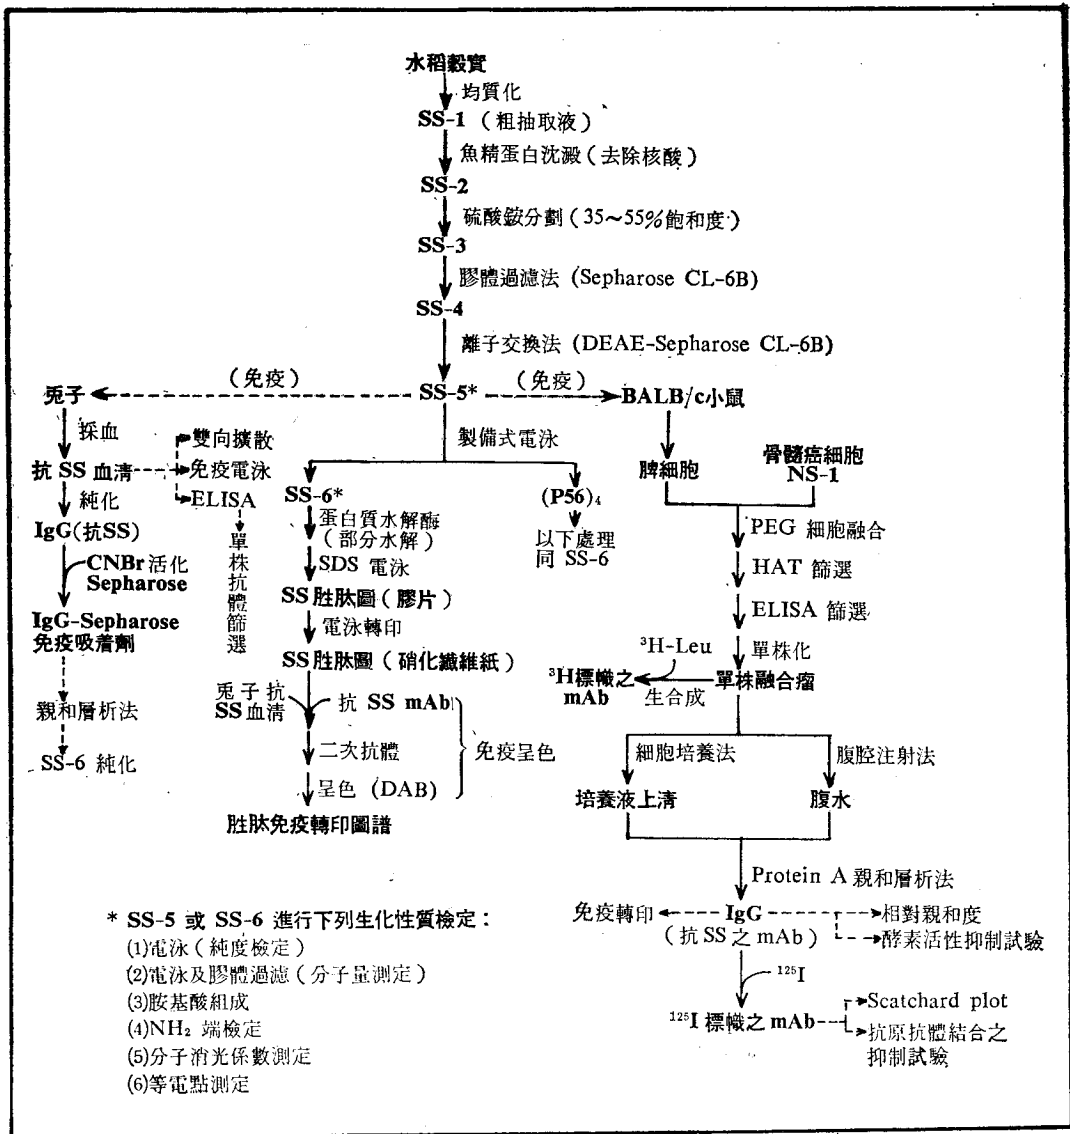 水稻穀實
均質化
SS-1 (粗抽取液)
魚精蛋白沈澱(去除核酸)
SS-2
硫酸銨分劃(35~55%飽和度)
SS-3
膠體過濾法 (Sepharose CL-6B)
SS-4
離子交換法 (DEAE-Sepharose CL-6B)
兎子
(免疫)
SS-5*
(免疫)
BALB/c小鼠
採血
抗 SS 血清
雙向擴散
免疫電泳
ELISA
純化
IgG(抗SS)
CNBr 活化
Sepharose
IgG-Sepharose
免疫吸着劑
親和層析法
SS-6 純化
單株抗體篩選
製備式電泳
SS-6*
(P56)₄
蛋白質水解酶
(部分水解)
以下處理
同 SS-6
SDS 電泳
SS胜肽圖(膠片)
電泳轉印
SS胜肽圖(硝化纖維紙)
兎子抗
SS血清
抗 SS mAb
二次抗體
免疫呈色
呈色 (DAB)
胜肽免疫轉印圖譜
脾細胞
骨髓癌細胞
NS-1
PEG 細胞融合
HAT 篩選
ELISA 篩選
單株化
³H-Leu
³H標幟之
mAb
生合成
單株融合瘤
細胞培養法
腹腔注射法
培養液上清
腹水
Protein A 親和層析法
免疫轉印
IgG
(抗SS之mAb)
相對親和度
酵素活性抑制試驗
¹²⁵I
¹²⁵I 標幟之 mAb
Scatchard plot
抗原抗體結合之
抑制試驗
* SS-5 或 SS-6 進行下列生化性質檢定:
(1)電泳(純度檢定)
(2)電泳及膠體過濾(分子量測定)
(3)胺基酸組成
(4)NH₂ 端檢定
(5)分子消光係數測定
(6)等電點測定